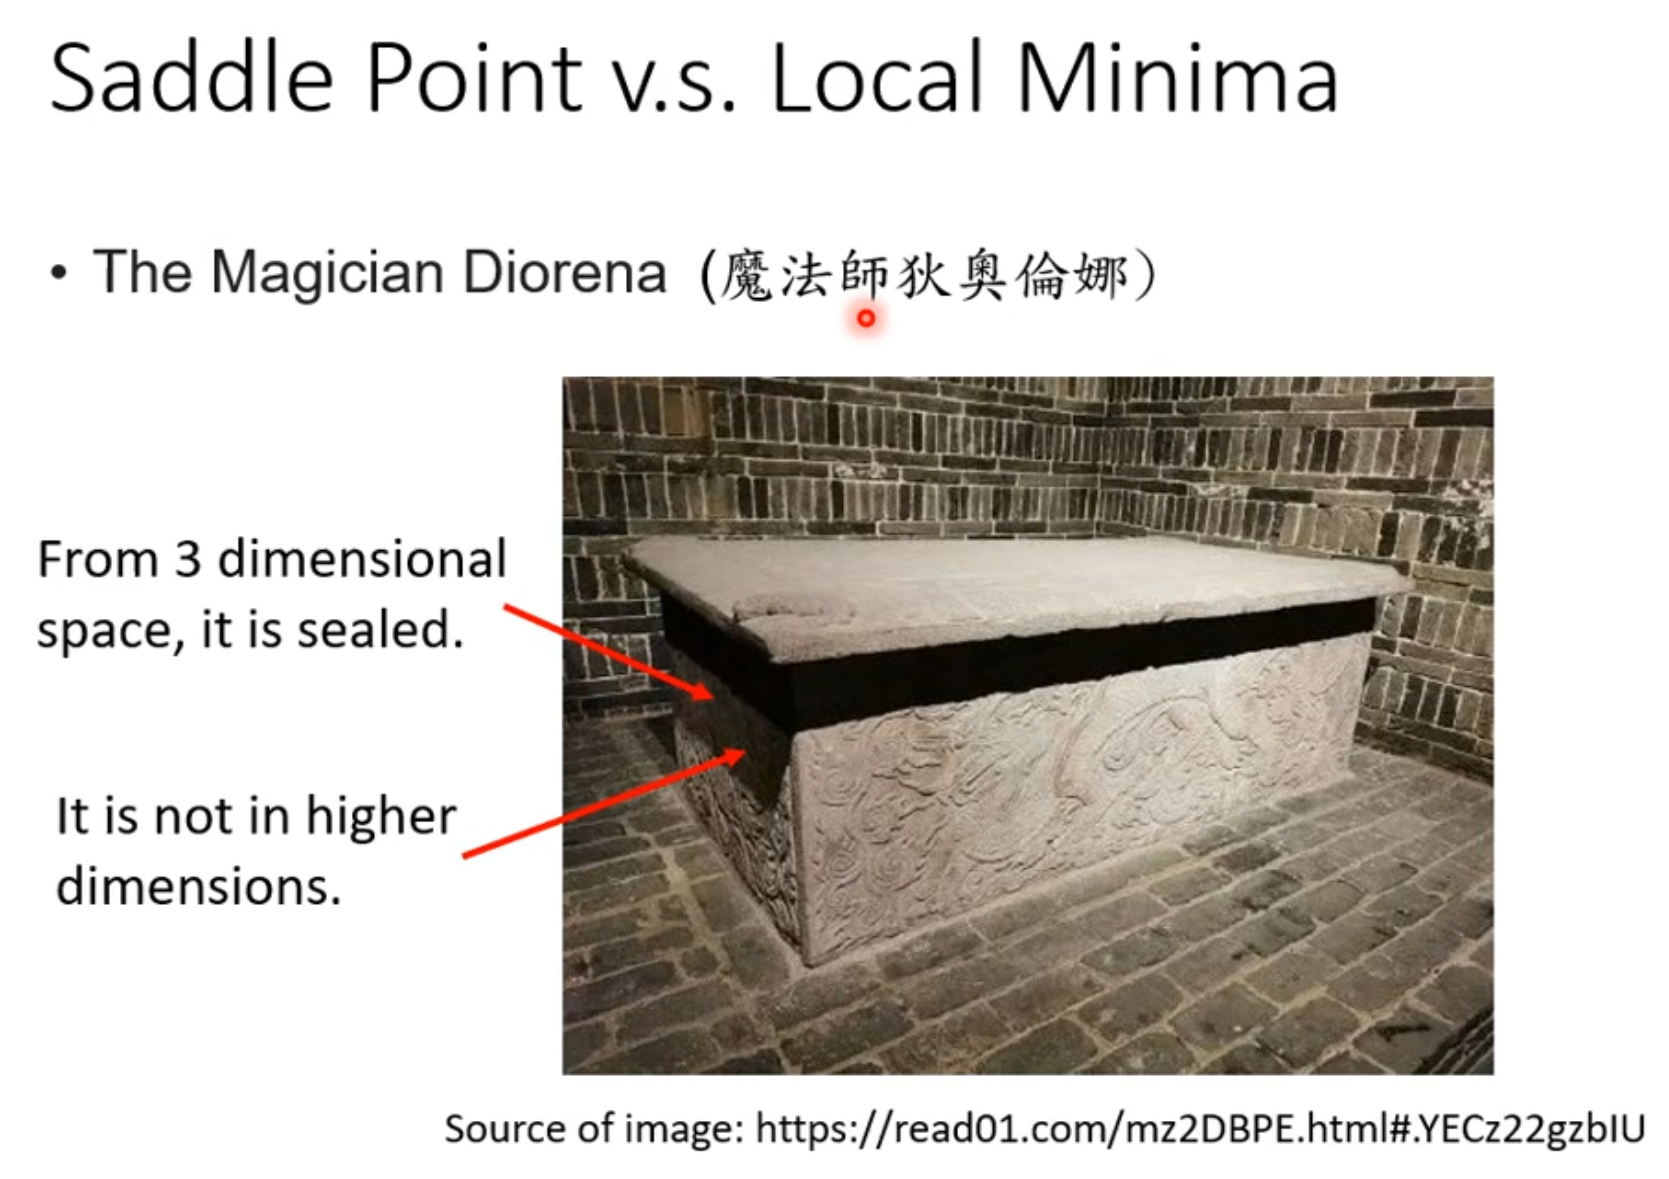 Saddle Point v.s. Local Minima
• The Magician Diorena (魔法師狄奧倫娜)
From 3 dimensional
space, it is sealed.
It is not in higher
dimensions.
Source of image: https://read01.com/mz2DBPE.html#.YECz22gzbIU